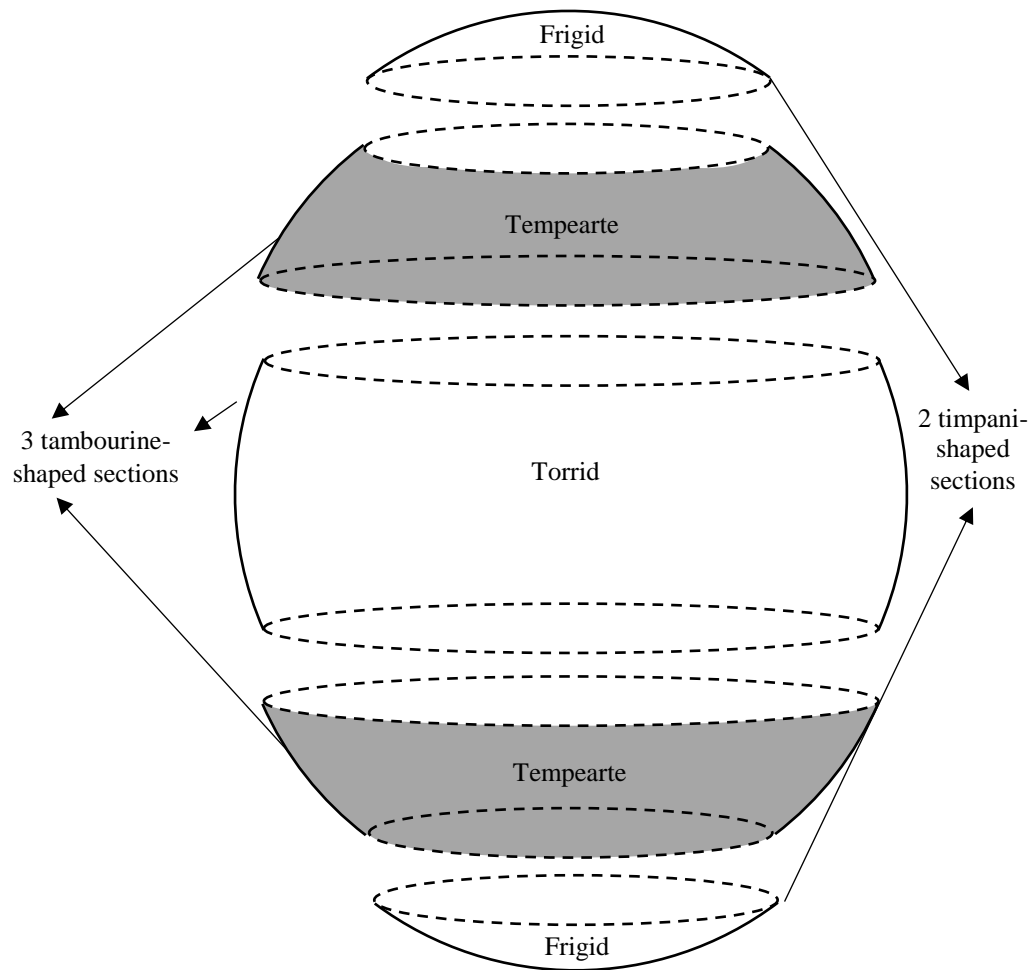 Frigid
Tempearte
3 tambourine-
shaped sections
Torrid
2 timpani-
shaped
sections
Tempearte
Frigid